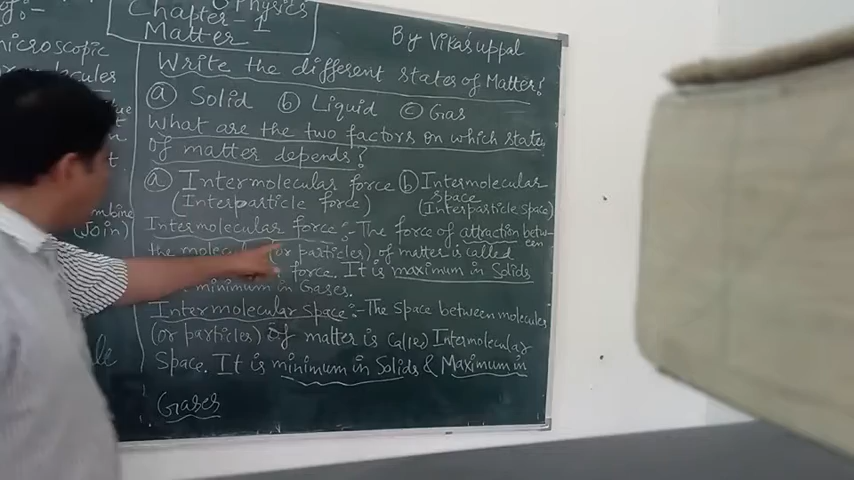 Physics
Chapter - 1
Matter
By Vikas uppal
microscopic
molecules
combine
Join)
Write the different states of Matter?
(a) Solid (b) Liquid (c) Gas
What are the two factors on which states
of matter depends?
(a) Intermolecular force (b) Intermolecular
Space
(Interparticle force) (Interparticle space)
Intermolecular force :- The force of attraction betw-
een
the molec (or particles) of matter is called
force. It is maximum in Solids
minimum in Gases.
Intermolecular Space :- The Space between molecules
(or particles) of matter is called Intermolecular
Space. It is minimum in Solids & Maximum in
Gases